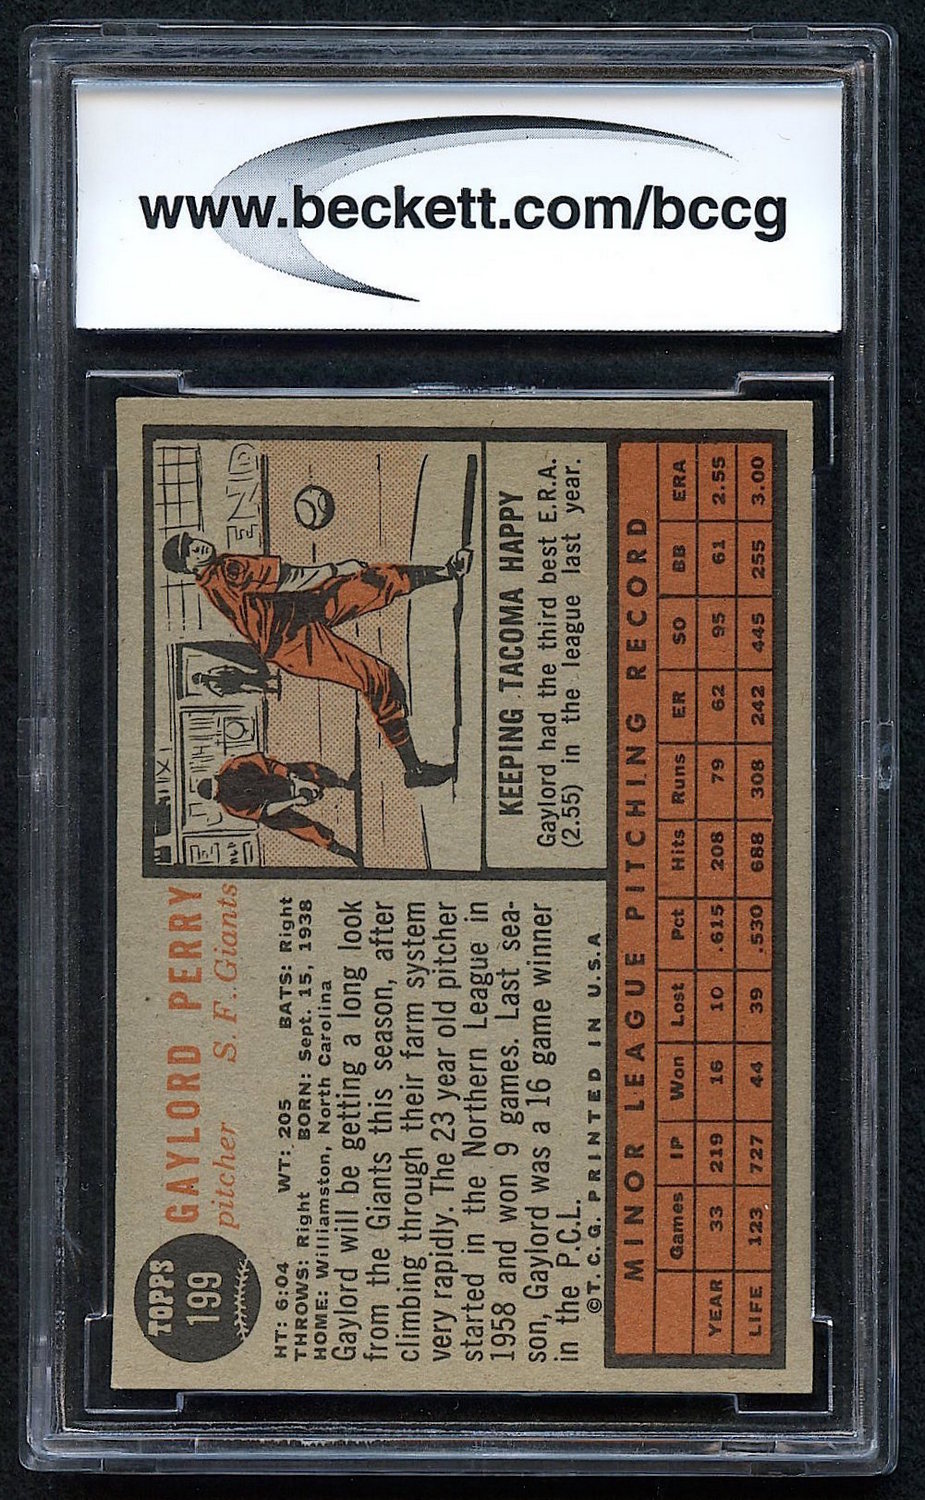 www.beckett.com/bccg
TOPPS
199
GAYLORD PERRY
pitcher S. F. Giants
HT: 6:04 WT: 205 BATS: Right
THROWS: Right BORN: Sept. 15, 1938
HOME: Williamston, North Carolina
Gaylord will be getting a long look
from the Giants this season, after
climbing through their farm system
very rapidly. The 23 year old pitcher
started in the Northern League in
1958 and won 9 games. Last sea-
son, Gaylord was a 16 game winner
in the P.C.L.
©T.C.G. PRINTED IN U.S.A
END
KEEPING TACOMA HAPPY
Gaylord had the third best E.R.A.
(2.55) in the league last year.
MINOR LEAGUE PITCHING RECORD
Games IP Won Lost Pct Hits Runs ER SO BB ERA
YEAR 33 219 16 10 .615 208 79 62 95 61 2.55
LIFE 123 727 44 39 .530 688 308 242 445 255 3.00